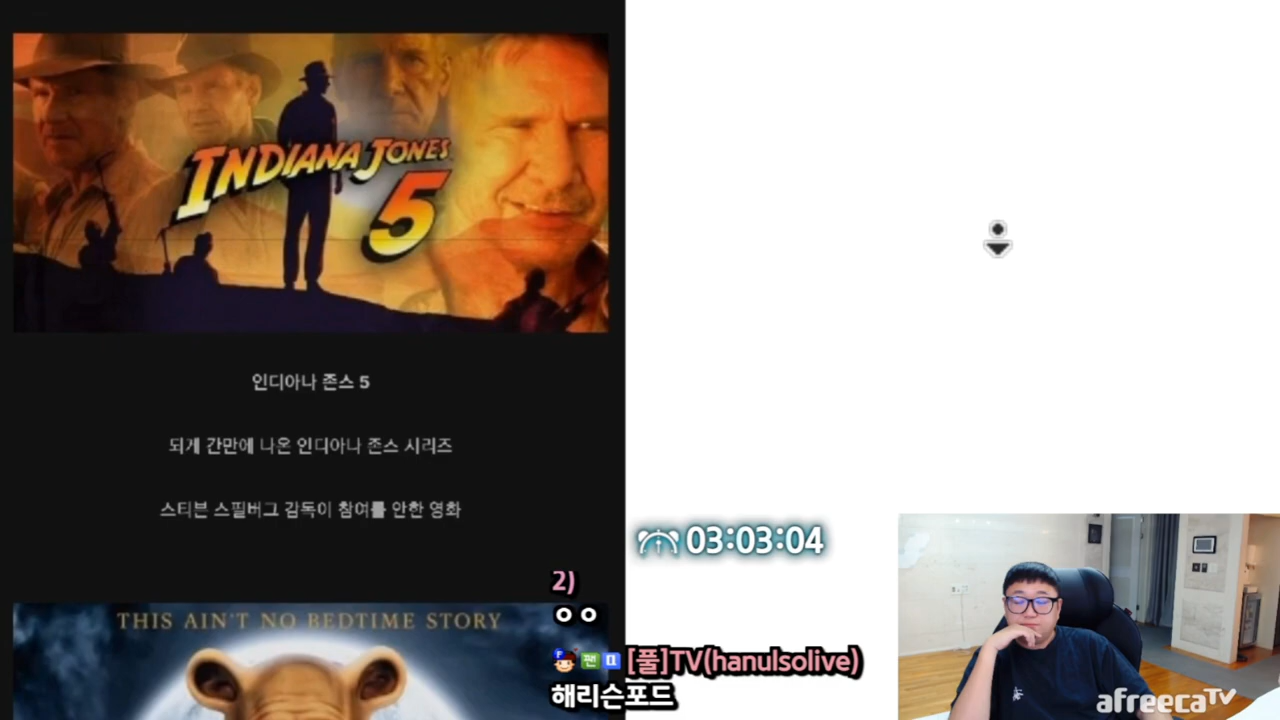 INDIANA JONES
5
인디아나 존스 5
되게 간만에 나온 인디아나 존스 시리즈
스티븐 스필버그 감독이 참여를 안한 영화
THIS AIN'T NO BEDTIME STORY
03:03:04
2)
ㅇㅇ
F 팬 [풀]TV(hanulsolive)
해리슨포드
afreecaTV